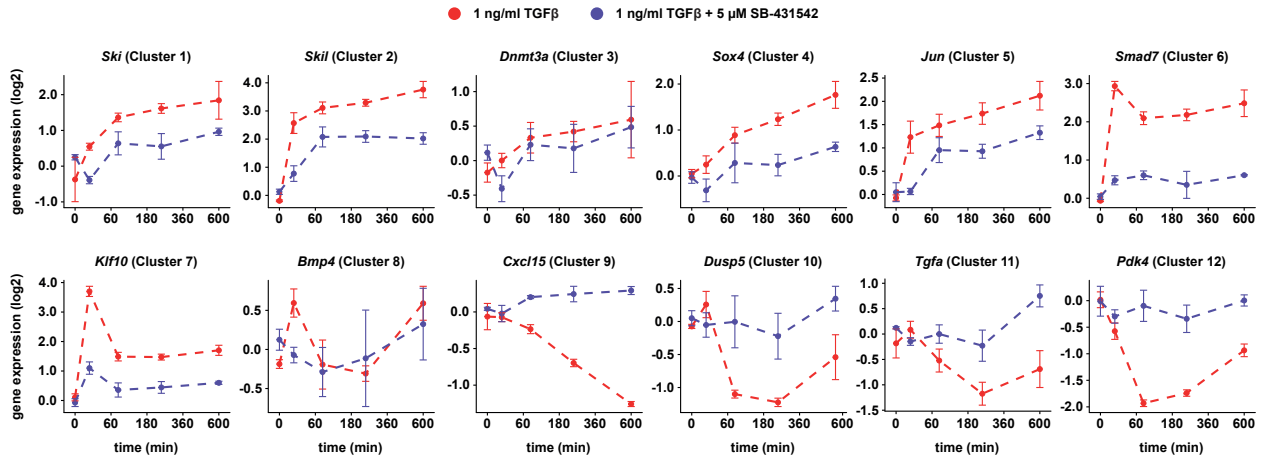 1 ng/ml TGFβ 1 ng/ml TGFβ + 5 μM SB-431542
Ski (Cluster 1) Skil (Cluster 2) Dnmt3a (Cluster 3) Sox4 (Cluster 4) Jun (Cluster 5) Smad7 (Cluster 6)
gene expression (log2)
2.0
1.0
0.0
-1.0
0 60 180 360 600
4.0
3.0
2.0
1.0
0.0
0 60 180 360 600
1.0
0.5
0.0
-0.5
0 60 180 360 600
2.0
1.0
0.0
0 60 180 360 600
2.5
2.0
1.5
1.0
0.5
0.0
0 60 180 360 600
3.0
2.0
1.0
0.0
0 60 180 360 600
Klf10 (Cluster 7) Bmp4 (Cluster 8) Cxcl15 (Cluster 9) Dusp5 (Cluster 10) Tgfa (Cluster 11) Pdk4 (Cluster 12)
gene expression (log2)
4.0
3.0
2.0
1.0
0.0
0 60 180 360 600
time (min)
0.5
0.0
-0.5
0 60 180 360 600
time (min)
0.0
-0.5
-1.0
0 60 180 360 600
time (min)
0.5
0.0
-0.5
-1.0
0 60 180 360 600
time (min)
1.0
0.5
0.0
-0.5
-1.0
-1.5
0 60 180 360 600
time (min)
0.0
-0.5
-1.0
-1.5
-2.0
0 60 180 360 600
time (min)